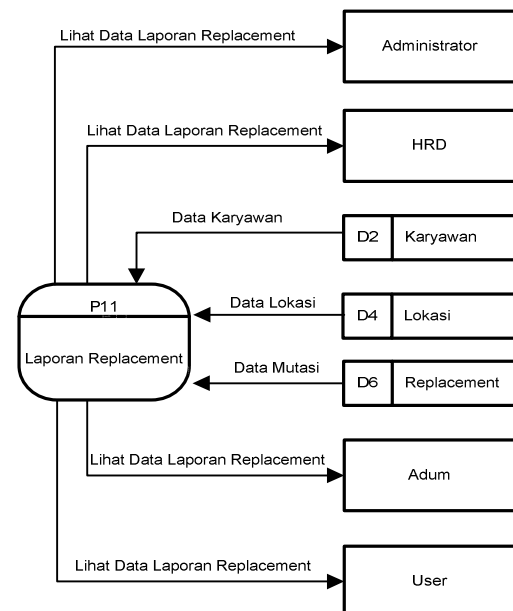 Lihat Data Laporan Replacement
Administrator
Lihat Data Laporan Replacement
HRD
Data Karyawan
D2 Karyawan
P11
Data Lokasi
D4 Lokasi
Laporan Replacement
Data Mutasi
D6 Replacement
Lihat Data Laporan Replacement
Adum
Lihat Data Laporan Replacement
User